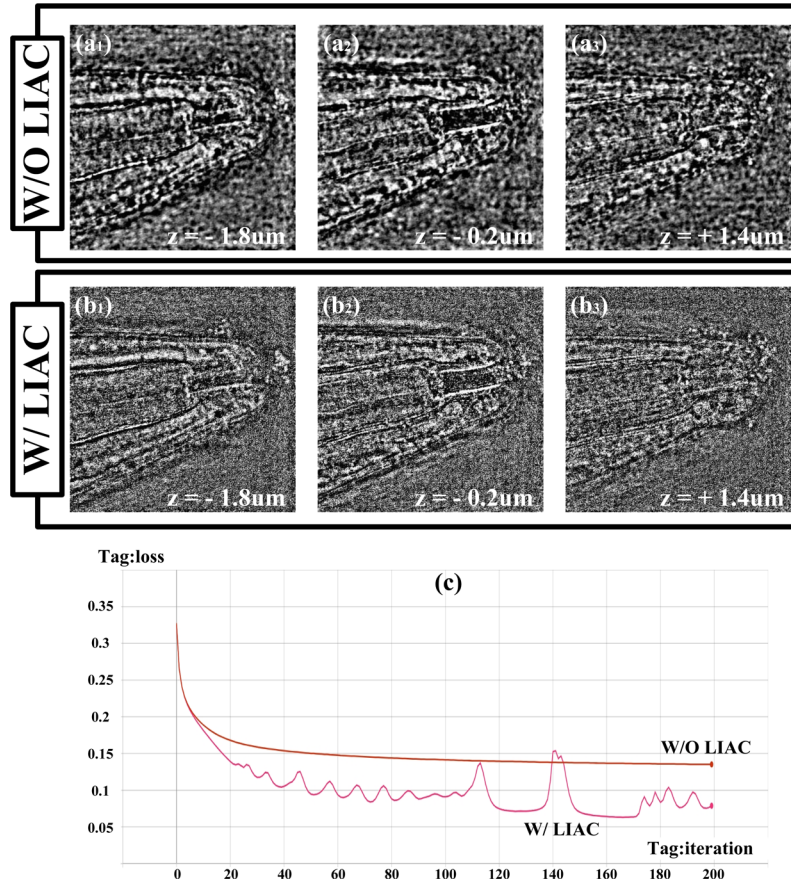 W/O LIAC
(a1) (a2) (a3)
z = - 1.8um z = - 0.2um z = + 1.4um
W/ LIAC
(b1) (b2) (b3)
z = - 1.8um z = - 0.2um z = + 1.4um
Tag:loss
(c)
0.35
0.3
0.25
0.2
0.15
0.1
0.05
W/O LIAC
W/ LIAC
Tag:iteration
0 20 40 60 80 100 120 140 160 180 200